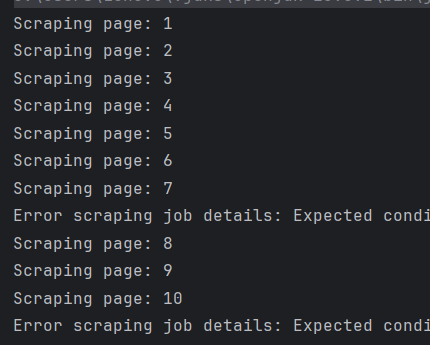 Scraping page: 1
Scraping page: 2
Scraping page: 3
Scraping page: 4
Scraping page: 5
Scraping page: 6
Scraping page: 7
Error scraping job details: Expected condi
Scraping page: 8
Scraping page: 9
Scraping page: 10
Error scraping job details: Expected condi